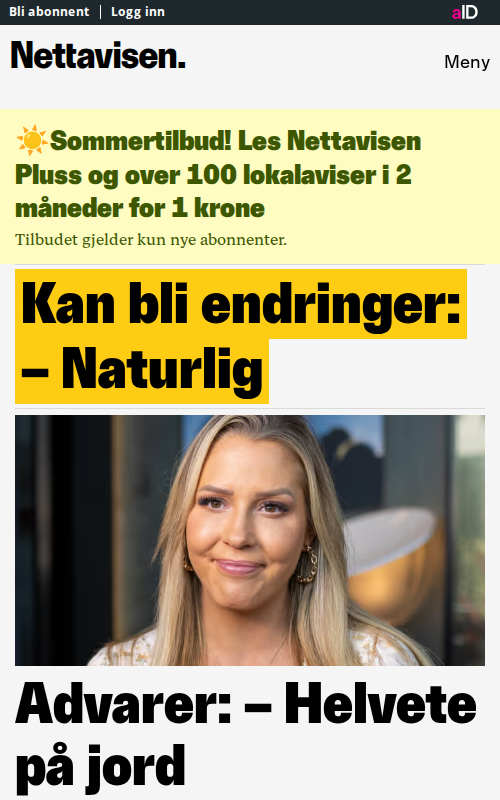 Bli abonnent
Logg inn
aID
Nettavisen.
Meny
☀️Sommertilbud! Les Nettavisen
Pluss og over 100 lokalaviser i 2
måneder for 1 krone
Tilbudet gjelder kun nye abonnenter.
Kan bli endringer:
– Naturlig
Advarer: – Helvete
på jord